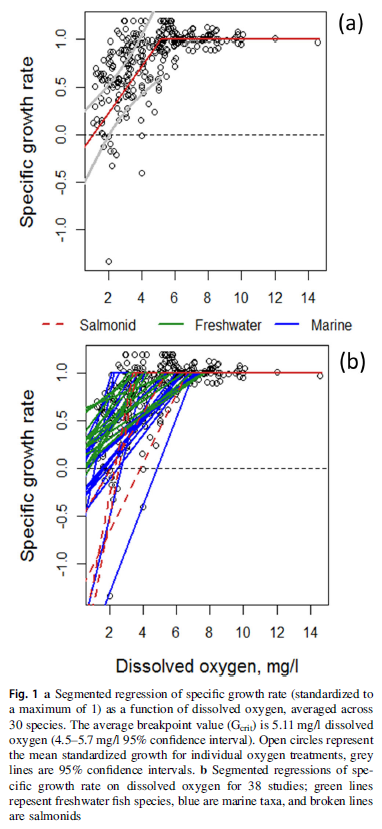 (a)
Specific growth rate
1.0
0.5
0.0
-0.5
-1.0
2 4 6 8 10 12 14
Salmonid Freshwater Marine
(b)
Specific growth rate
1.0
0.5
0.0
-0.5
-1.0
2 4 6 8 10 12 14
Dissolved oxygen, mg/l
Fig. 1 a Segmented regression of specific growth rate (standardized to
a maximum of 1) as a function of dissolved oxygen, averaged across
30 species. The average breakpoint value (Gcrit) is 5.11 mg/l dissolved
oxygen (4.5–5.7 mg/l 95% confidence interval). Open circles represent
the mean standardized growth for individual oxygen treatments, grey
lines are 95% confidence intervals. b Segmented regressions of spe-
cific growth rate on dissolved oxygen for 38 studies; green lines
repesent freshwater fish species, blue are marine taxa, and broken lines
are salmonids